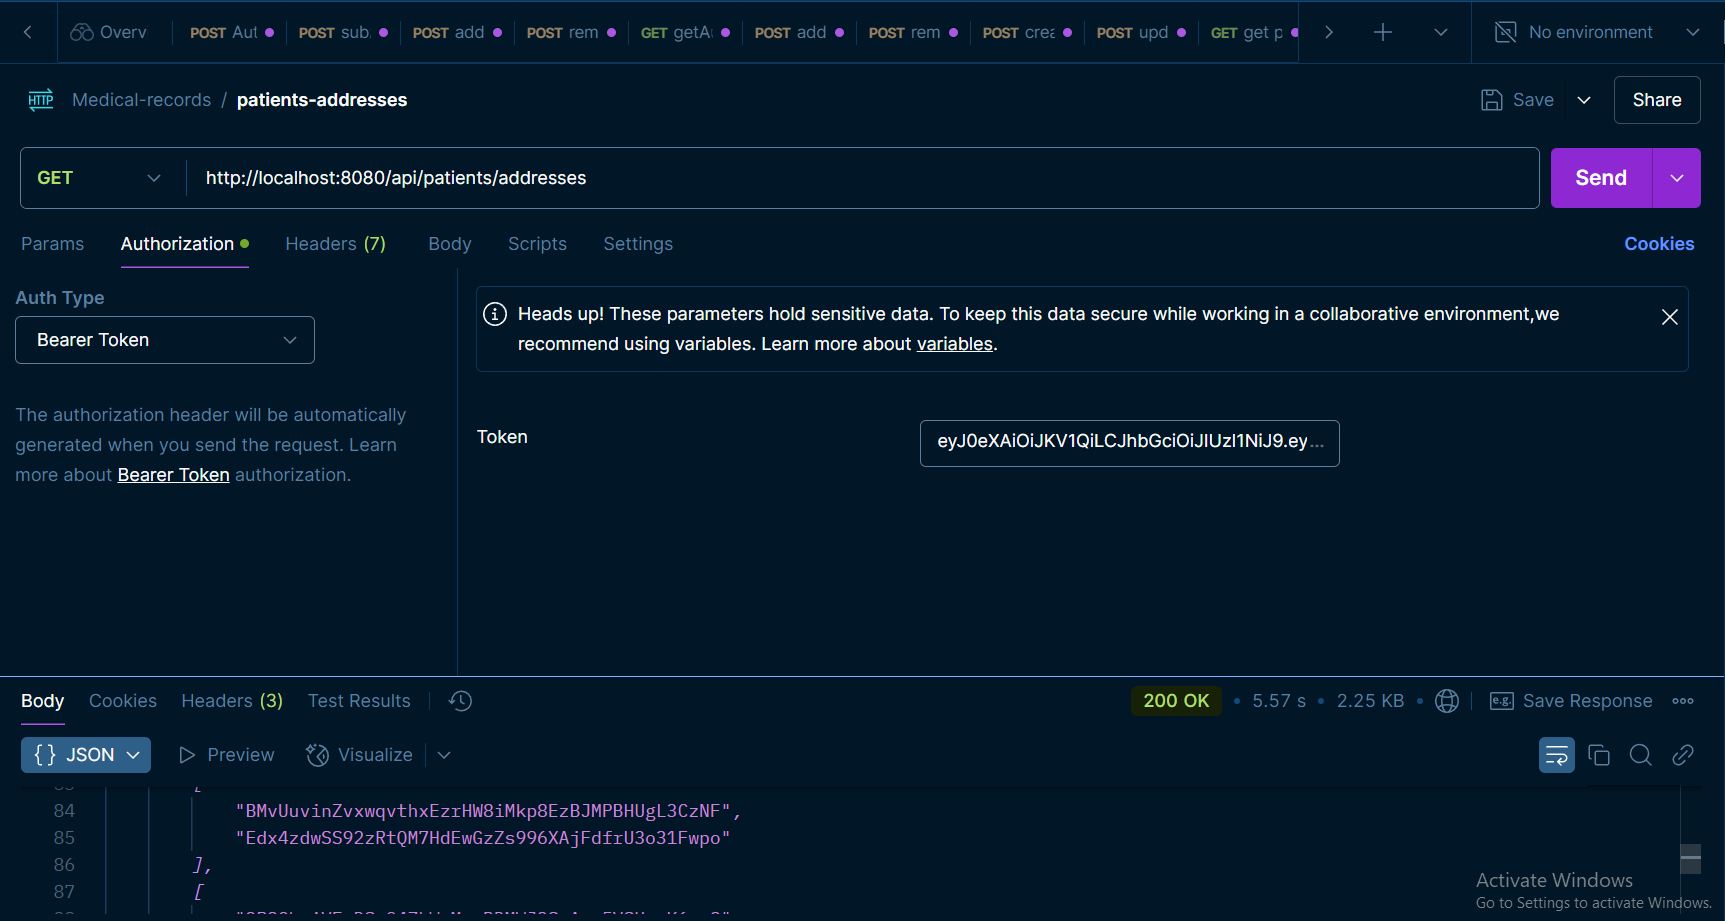 Overv
POST Aut
POST sub.
POST add
POST rem
GET getA
POST add
POST rem
POST crea
POST upd
GET get p
No environment
HTTP Medical-records / patients-addresses
Save
Share
GET
http://localhost:8080/api/patients/addresses
Send
Params
Authorization
Headers (7)
Body
Scripts
Settings
Cookies
Auth Type
Bearer Token
The authorization header will be automatically
generated when you send the request. Learn
more about Bearer Token authorization.
Heads up! These parameters hold sensitive data. To keep this data secure while working in a collaborative environment,we
recommend using variables. Learn more about variables.
Token
eyJ0eXAiOiJKV1QiLCJhbGciOiJIUzI1NiJ9.ey...
Body
Cookies
Headers (3)
Test Results
200 OK
5.57 s
2.25 KB
e.g. Save Response
{} JSON
Preview
Visualize
84 "BMvUuvinZvxwqvthxEzrHW8iMkp8EzBJMPBHUgL3CzNF",
85 "Edx4zdwSS92zRtQM7HdEwGzZs996XAjFdfrU3o31Fwpo"
86 ],
87 [
Activate Windows
Go to Settings to activate Windows.